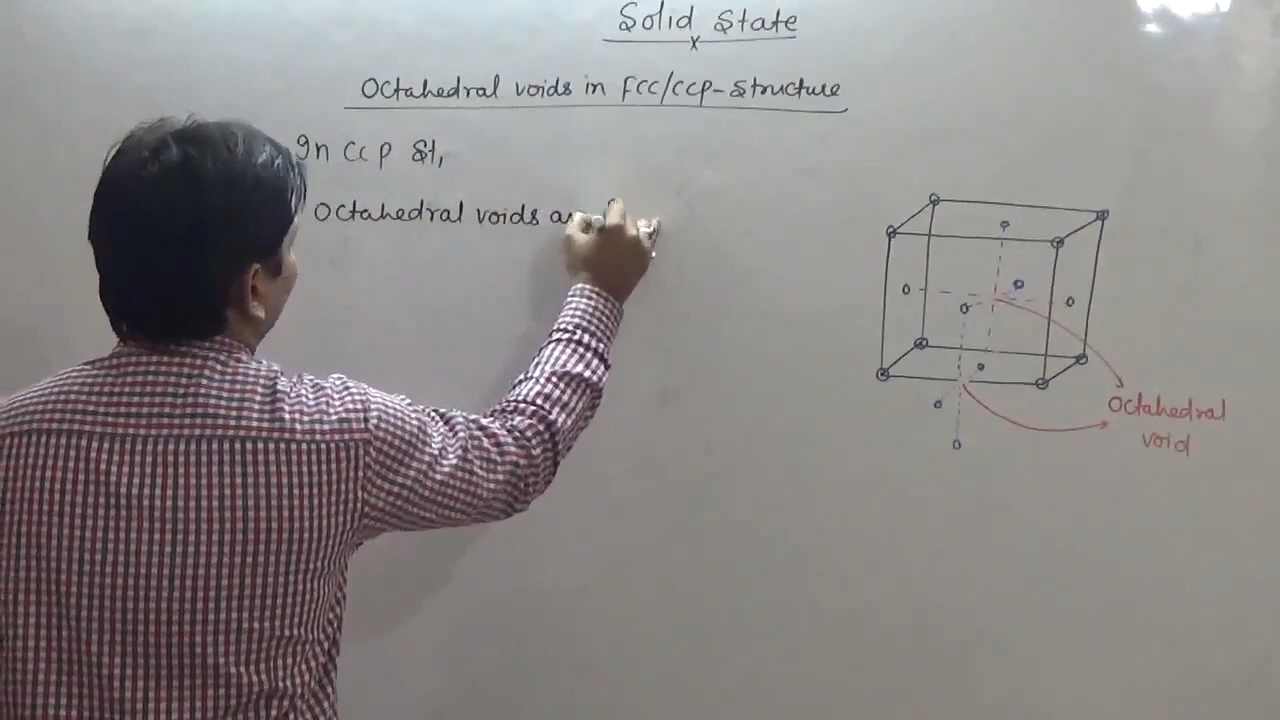 Solid State
x
Octahedral voids in FCC/CCP-Structure
In CCP St,
Octahedral voids
Octahedral
void